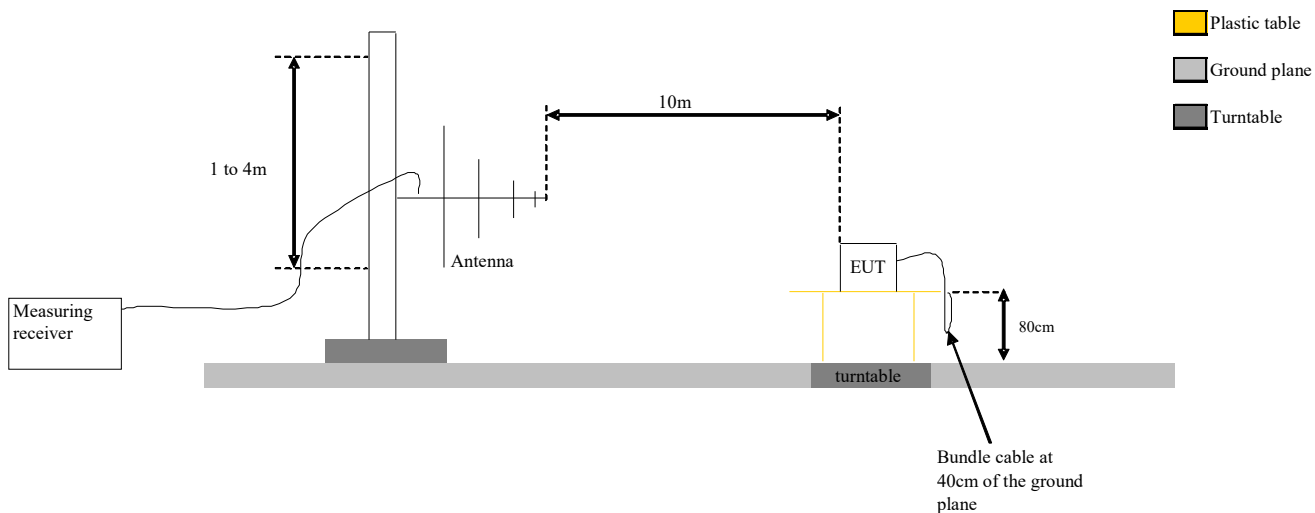 Plastic table
Ground plane
Turntable
10m
1 to 4m
Antenna
EUT
Measuring
receiver
80cm
turntable
Bundle cable at
40cm of the ground
plane